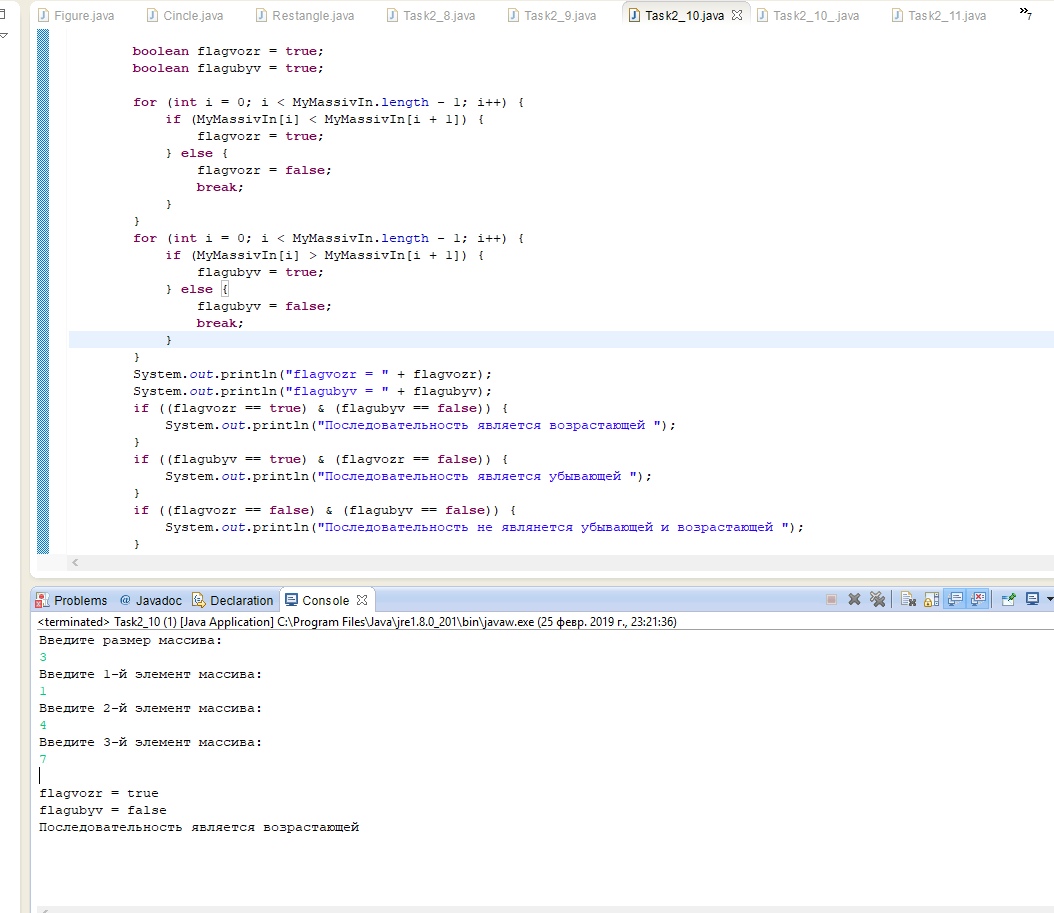 Figure.java Cincle.java Restangle.java Task2_8.java Task2_9.java Task2_10.java Task2_10_.java Task2_11.java »7
boolean flagvozr = true;
boolean flagubyv = true;
for (int i = 0; i < MyMassivIn.length - 1; i++) {
if (MyMassivIn[i] < MyMassivIn[i + 1]) {
flagvozr = true;
} else {
flagvozr = false;
break;
}
}
for (int i = 0; i < MyMassivIn.length - 1; i++) {
if (MyMassivIn[i] > MyMassivIn[i + 1]) {
flagubyv = true;
} else {
flagubyv = false;
break;
}
}
System.out.println("flagvozr = " + flagvozr);
System.out.println("flagubyv = " + flagubyv);
if ((flagvozr == true) & (flagubyv == false)) {
System.out.println("Последовательность является возрастающей ");
}
if ((flagubyv == true) & (flagvozr == false)) {
System.out.println("Последовательность является убывающей ");
}
if ((flagvozr == false) & (flagubyv == false)) {
System.out.println("Последовательность не являнется убывающей и возрастающей ");
}
Problems @ Javadoc Declaration Console
<terminated> Task2_10 (1) [Java Application] C:\Program Files\Java\jre1.8.0_201\bin\javaw.exe (25 февр. 2019 г., 23:21:36)
Введите размер массива:
3
Введите 1-й элемент массива:
1
Введите 2-й элемент массива:
4
Введите 3-й элемент массива:
7
flagvozr = true
flagubyv = false
Последовательность является возрастающей